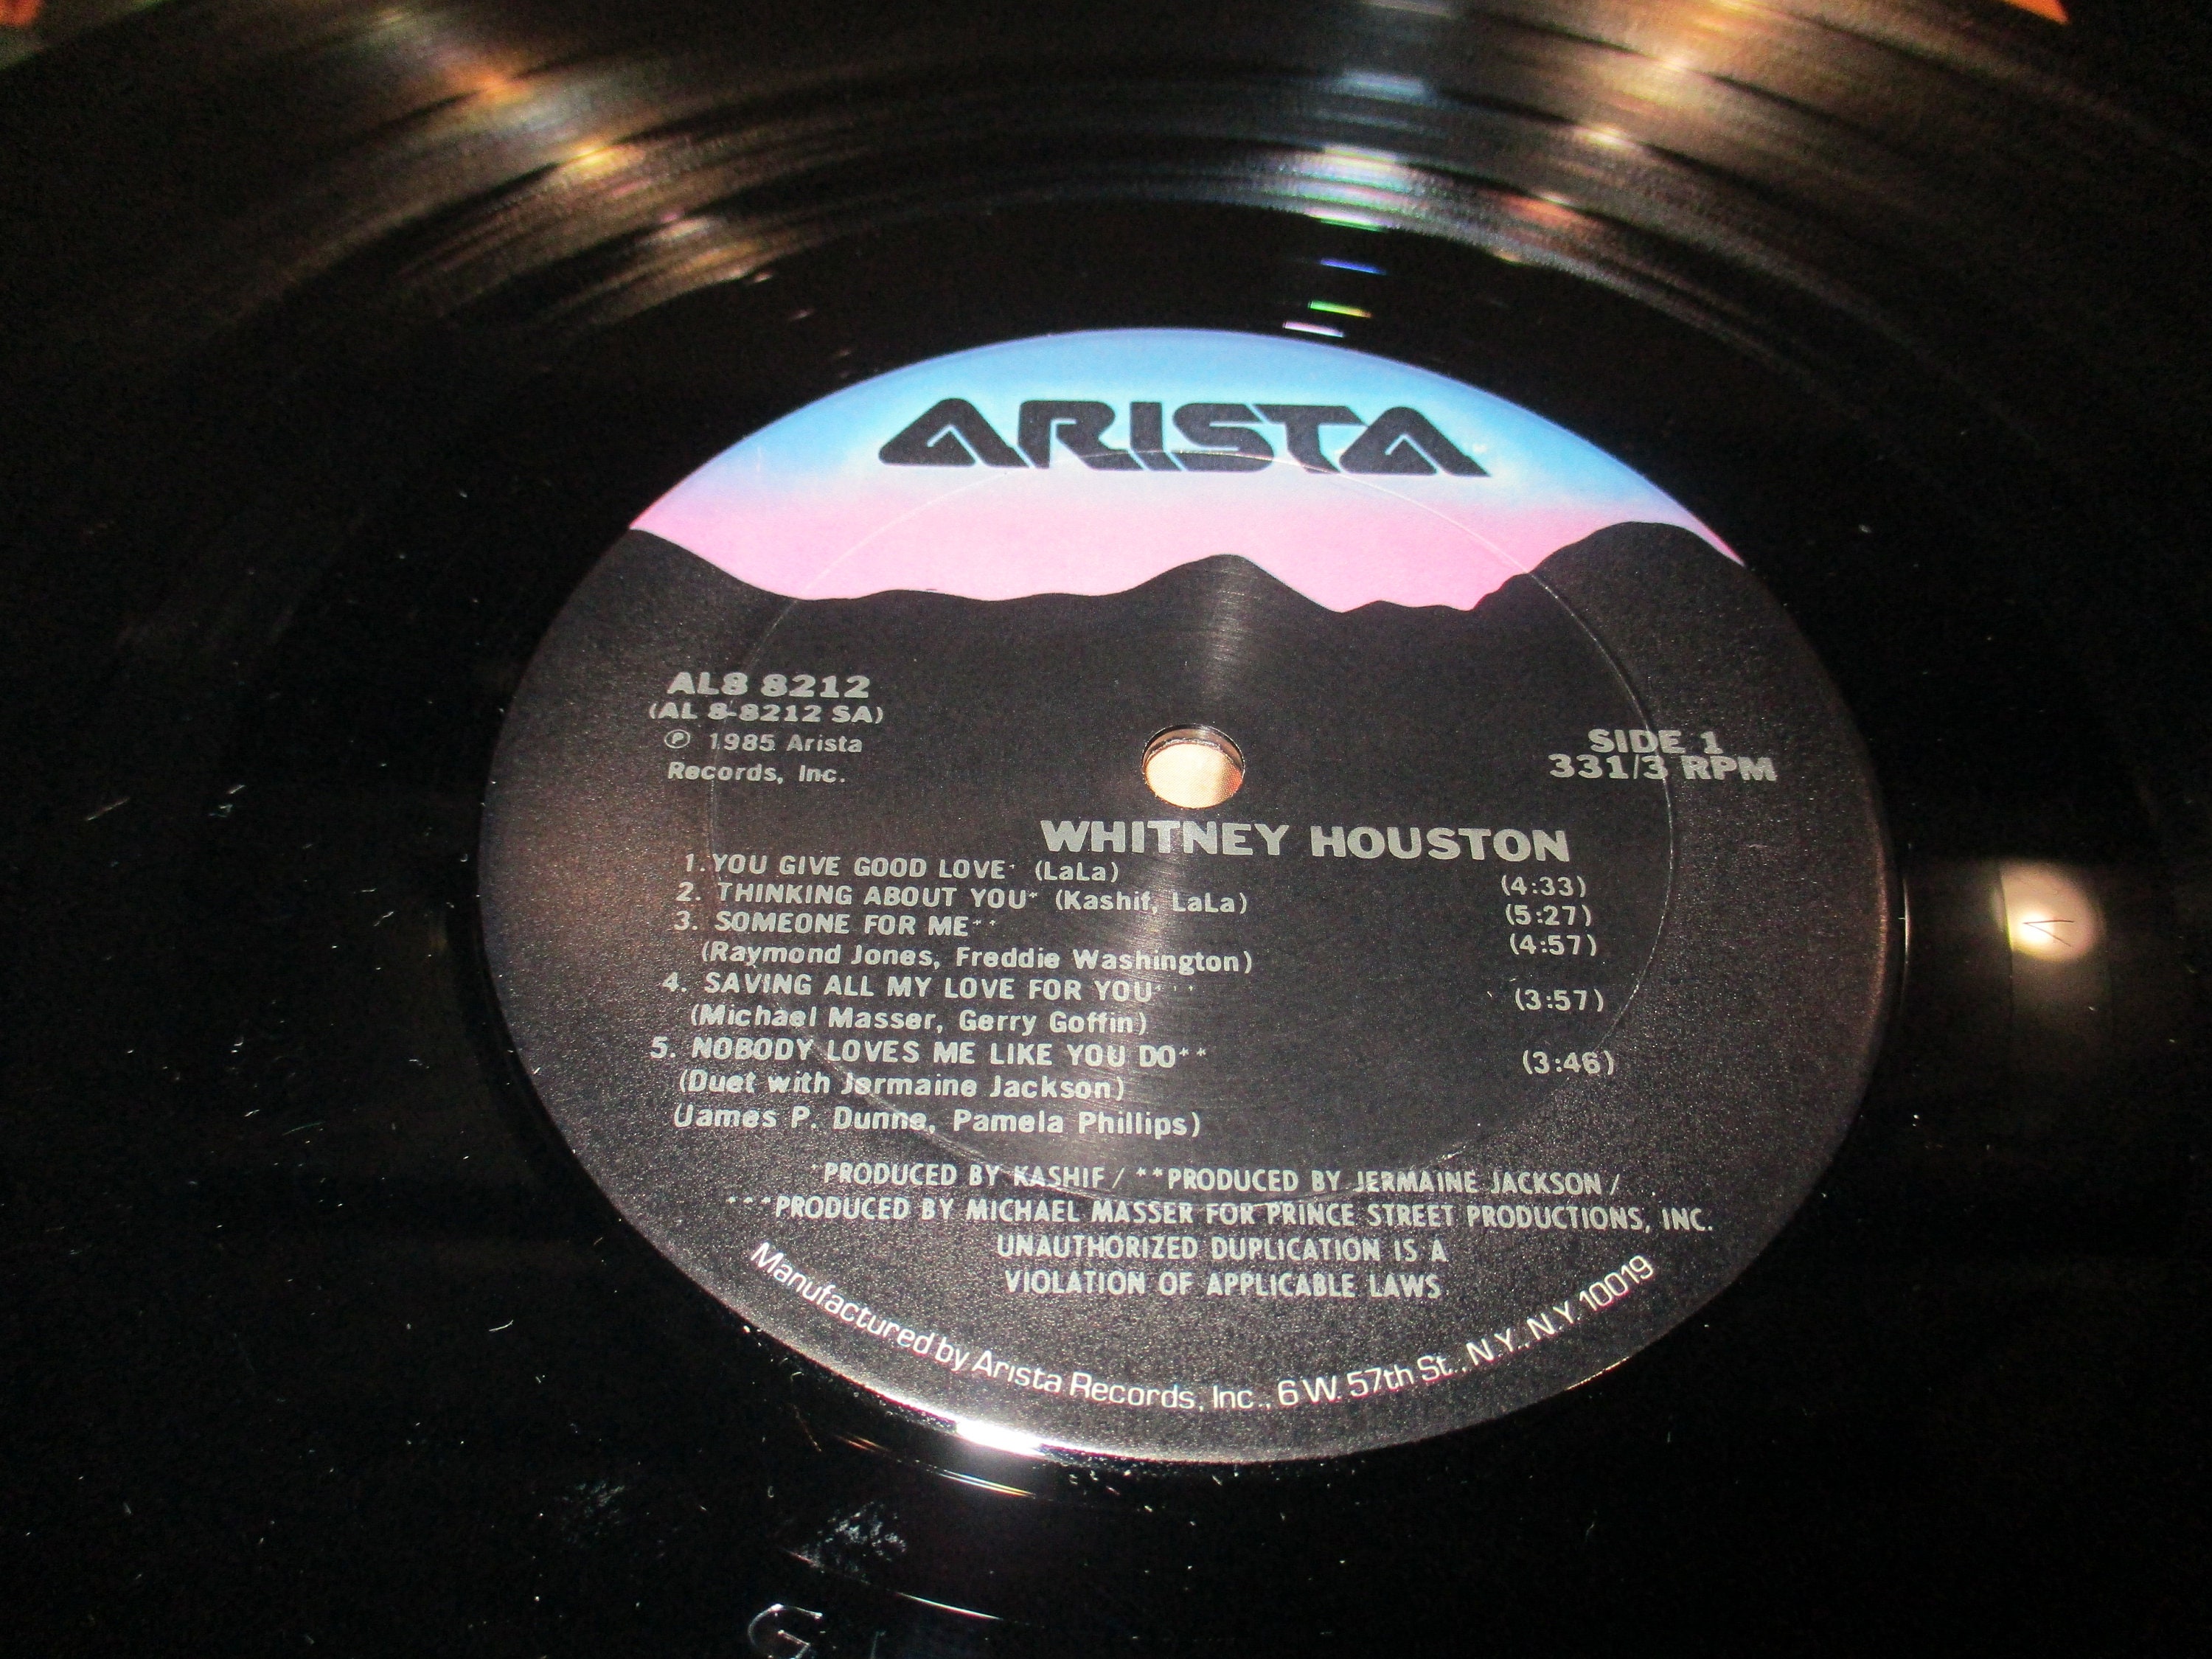 ARISTA
AL8 8212
(AL 8-8212 SA)
℗ 1985 Arista
Records, Inc.
SIDE 1
331/3 RPM
WHITNEY HOUSTON
1. YOU GIVE GOOD LOVE* (LaLa) (4:33)
2. THINKING ABOUT YOU* (Kashif, LaLa) (5:27)
3. SOMEONE FOR ME** (4:57)
(Raymond Jones, Freddie Washington)
4. SAVING ALL MY LOVE FOR YOU*** (3:57)
(Michael Masser, Gerry Goffin)
5. NOBODY LOVES ME LIKE YOU DO** (3:46)
(Duet with Jermaine Jackson)
(James P. Dunne, Pamela Phillips)
*PRODUCED BY KASHIF / **PRODUCED BY JERMAINE JACKSON /
***PRODUCED BY MICHAEL MASSER FOR PRINCE STREET PRODUCTIONS, INC.
UNAUTHORIZED DUPLICATION IS A
VIOLATION OF APPLICABLE LAWS
Manufactured by Arista Records, Inc., 6 W. 57th St., N.Y., N.Y. 10019
G